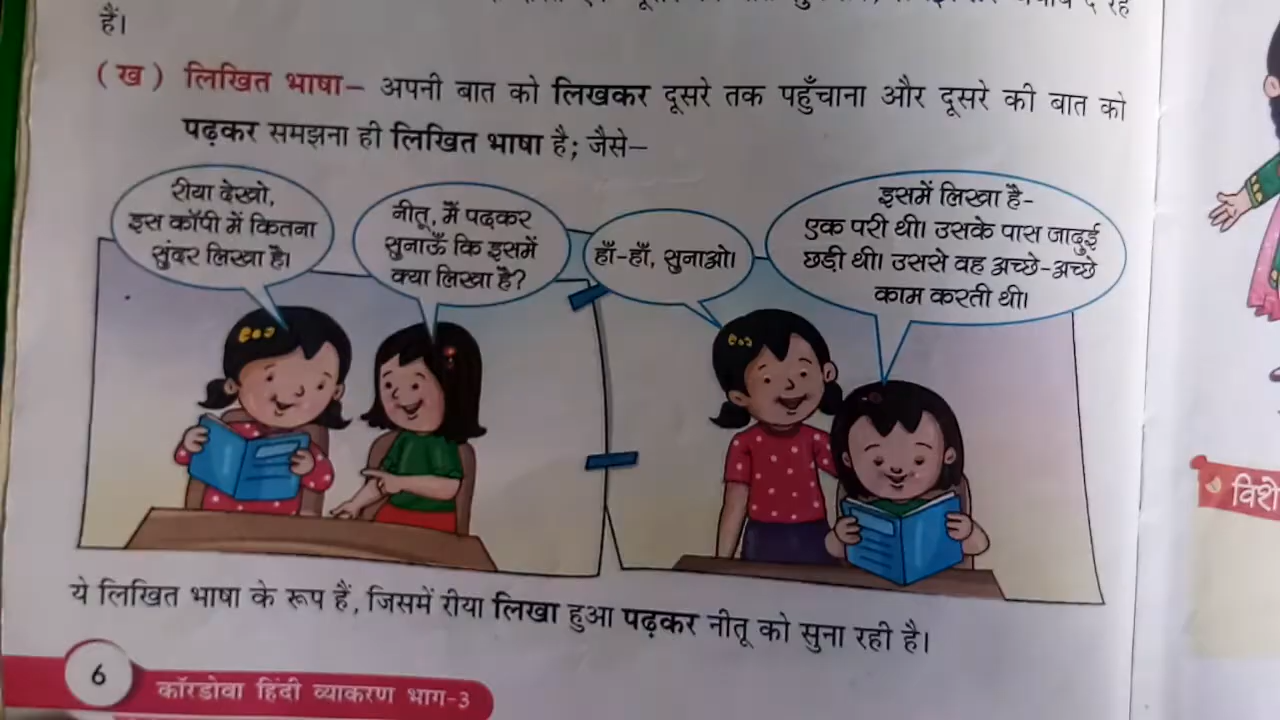 हैं।
(ख) लिखित भाषा– अपनी बात को लिखकर दूसरे तक पहुँचाना और दूसरे की बात को
पढ़कर समझना ही लिखित भाषा है; जैसे–
रीया देखो,
इस कॉपी में कितना
सुंदर लिखा है।
नीतू, मैं पढ़कर
सुनाऊँ कि इसमें
क्या लिखा है?
हाँ-हाँ, सुनाओ।
इसमें लिखा है-
एक परी थी। उसके पास जादुई
छड़ी थी। उससे वह अच्छे-अच्छे
काम करती थी।
ये लिखित भाषा के रूप हैं, जिसमें रीया लिखा हुआ पढ़कर नीतू को सुना रही है।
6
कॉरडोवा हिंदी व्याकरण भाग-3